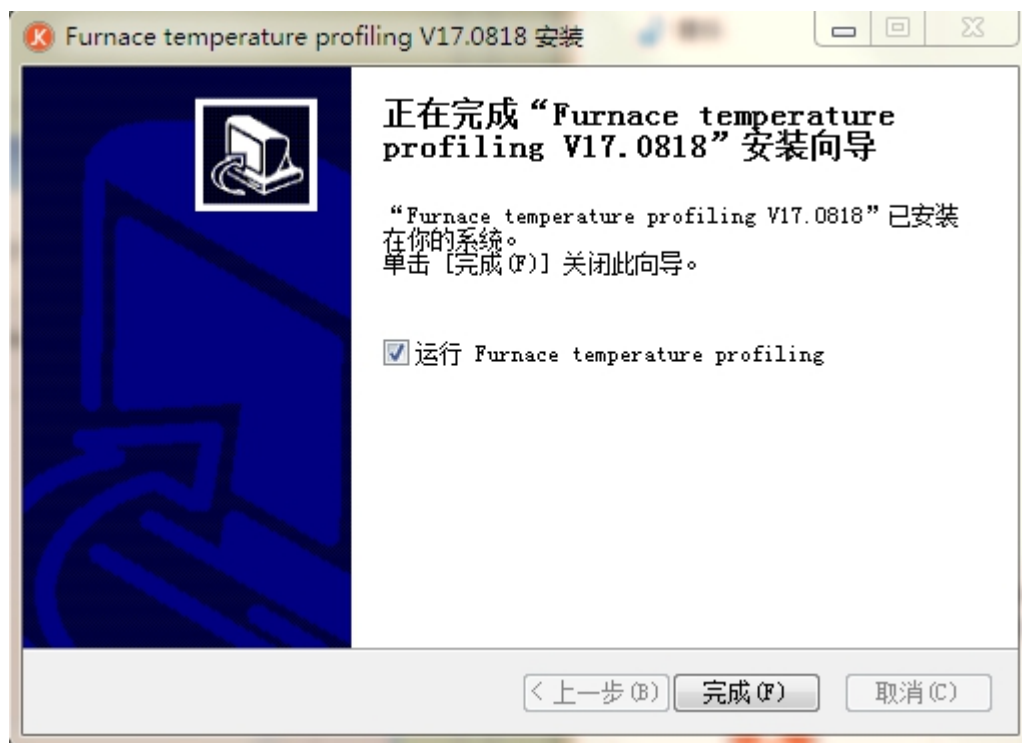 Furnace temperature profiling V17.0818 安装
正在完成“Furnace temperature
profiling V17.0818”安装向导
“Furnace temperature profiling V17.0818”已安装
在你的系统。
单击 [完成(F)] 关闭此向导。
运行 Furnace temperature profiling
< 上一步(B) 完成(F) 取消(C)